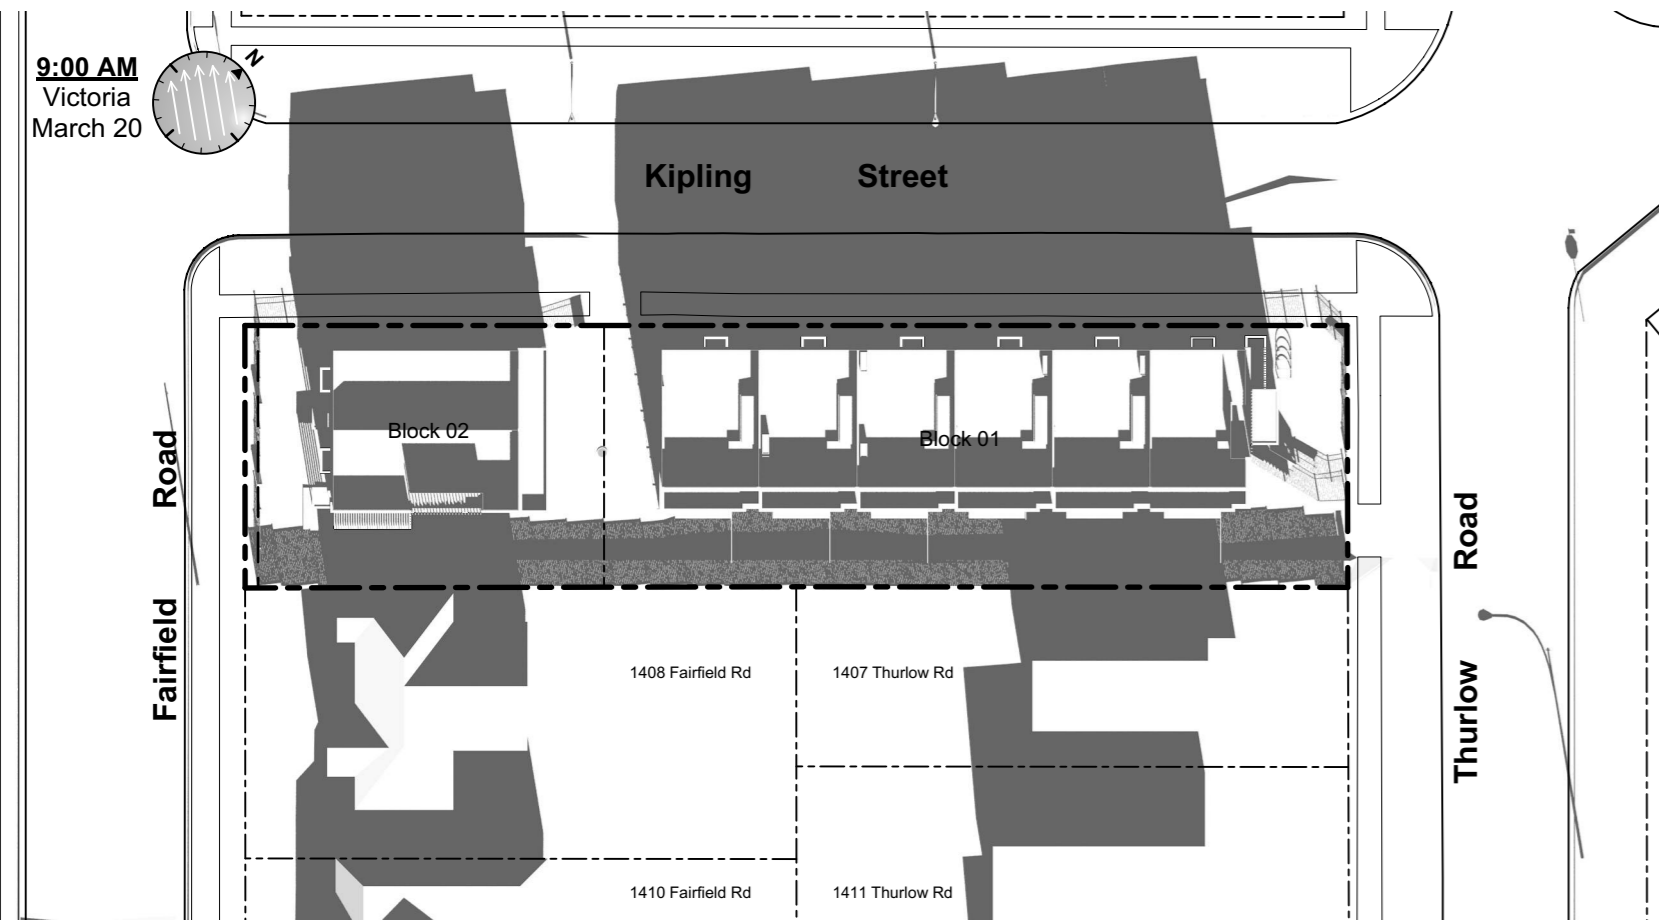 N
9:00 AM
Victoria
March 20
Kipling Street
Block 02
Block 01
Fairfield Road
Thurlow Road
1408 Fairfield Rd
1407 Thurlow Rd
1410 Fairfield Rd
1411 Thurlow Rd